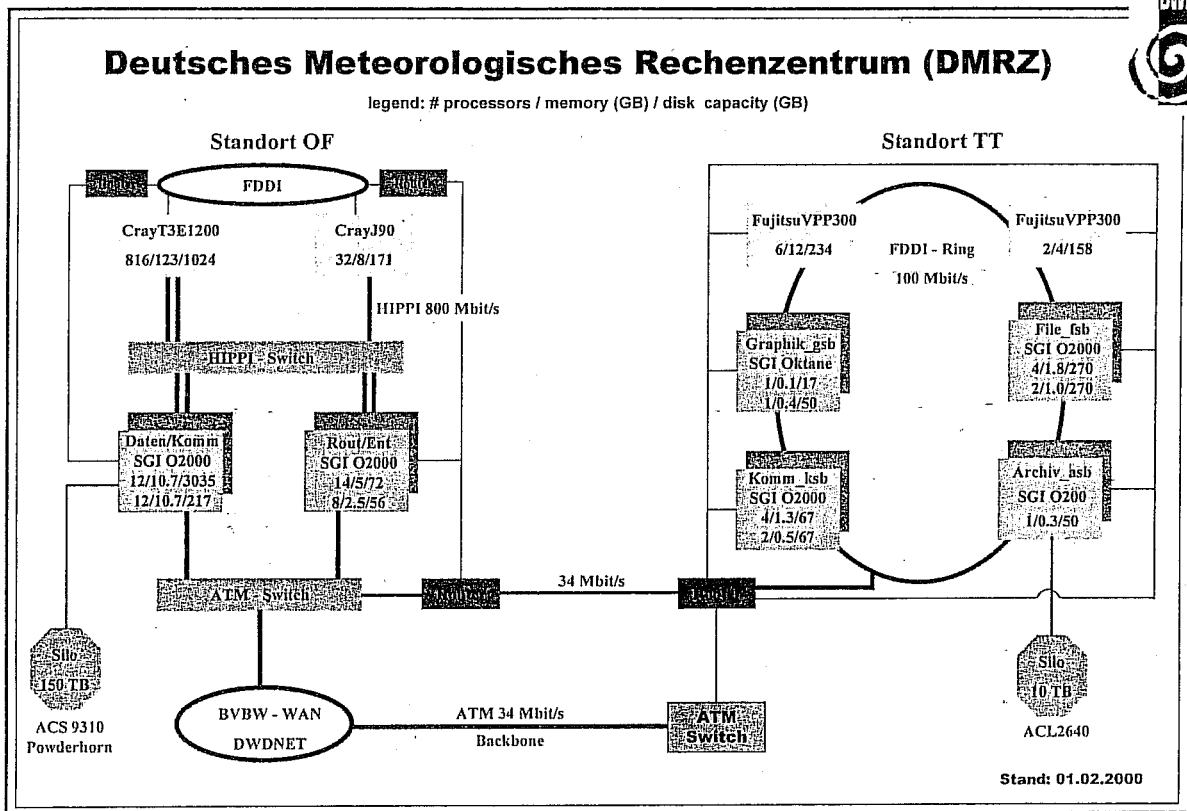 Deutsches Meteorologisches Rechenzentrum (DMRZ)
legend: # processors / memory (GB) / disk capacity (GB)
Standort OF
FDDI
CrayT3E1200
816/123/1024
CrayJ90
32/8/171
HIPPI 800 Mbit/s
HIPPI - Switch
Daten/Komm
SGI O2000
12/10.7/3035
12/10.7/217
Rout/Ent
SGI O2000
14/5/72
8/2.5/56
ATM - Switch
Silo
150 TB
ACS 9310
Powderhorn
BVBW - WAN
DWDNET
34 Mbit/s
ATM 34 Mbit/s
Backbone
Standort TT
FujitsuVPP300
6/12/234
FDDI - Ring
100 Mbit/s
FujitsuVPP300
2/4/158
Graphik_gsb
SGI Oktane
1/0.1/17
1/0.4/50
File_fsb
SGI O2000
4/1.8/270
2/1.0/270
Komm_ksb
SGI O2000
4/1.3/67
2/0.5/67
Archiv_asb
SGI O200
1/0.3/50
ATM
Switch
Silo
10 TB
ACL2640
Stand: 01.02.2000